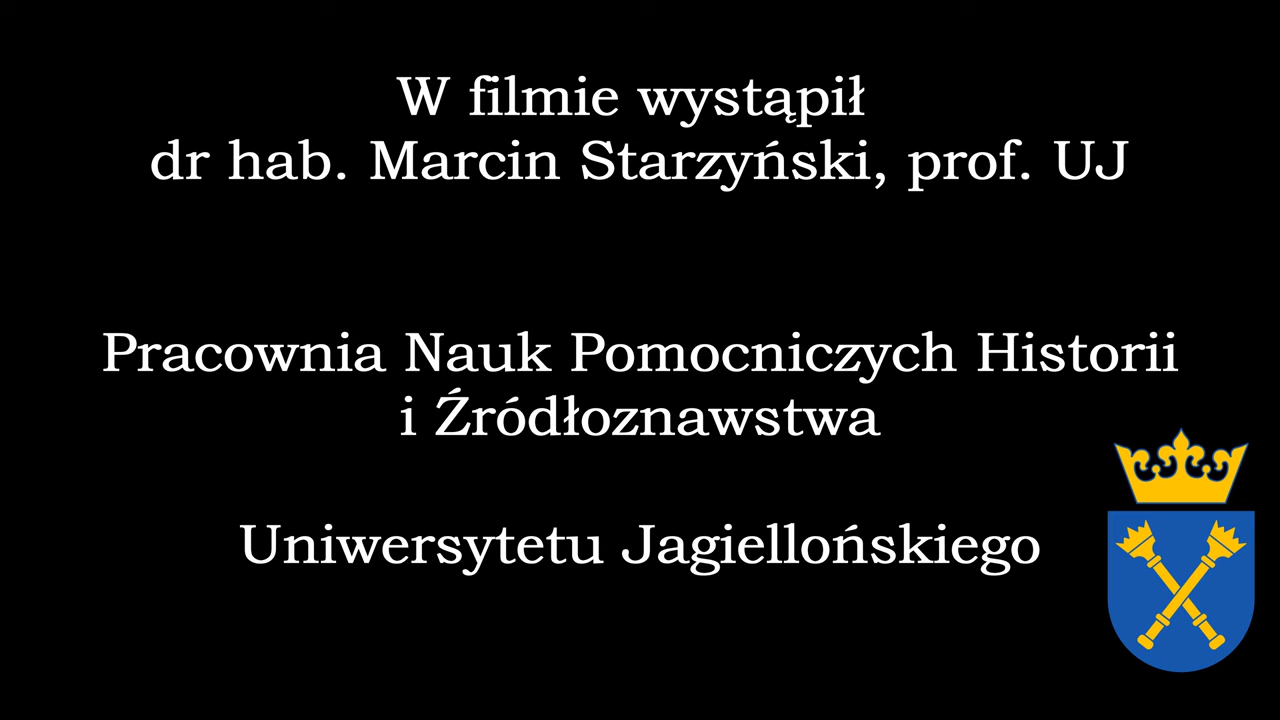 W filmie wystąpił
dr hab. Marcin Starzyński, prof. UJ
Pracownia Nauk Pomocniczych Historii
i Źródłoznawstwa
Uniwersytetu Jagiellońskiego